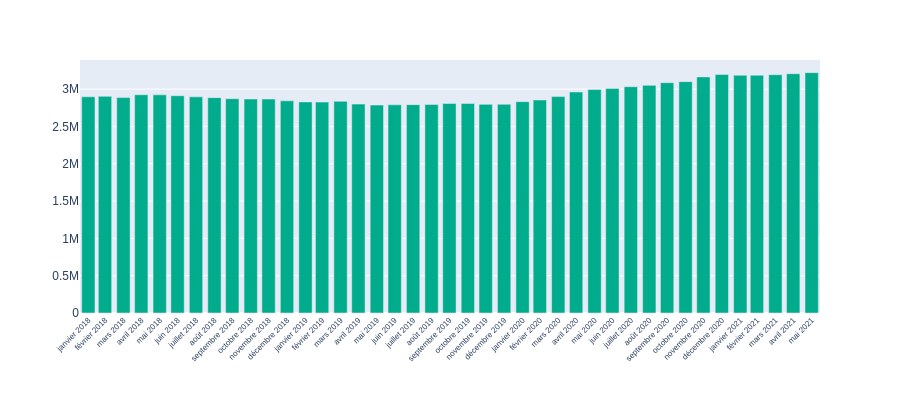 3M
2.5M
2M
1.5M
1M
0.5M
0
janvier 2018
février 2018
mars 2018
avril 2018
mai 2018
juin 2018
juillet 2018
août 2018
septembre 2018
octobre 2018
novembre 2018
décembre 2018
janvier 2019
février 2019
mars 2019
avril 2019
mai 2019
juin 2019
juillet 2019
août 2019
septembre 2019
octobre 2019
novembre 2019
décembre 2019
janvier 2020
février 2020
mars 2020
avril 2020
mai 2020
juin 2020
juillet 2020
août 2020
septembre 2020
octobre 2020
novembre 2020
décembre 2020
janvier 2021
février 2021
mars 2021
avril 2021
mai 2021